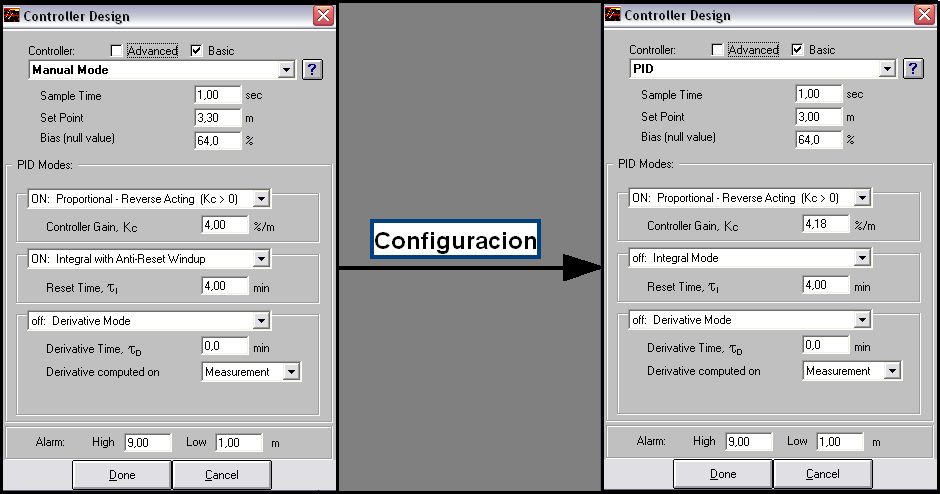 Controller Design
Controller: Advanced Basic
Manual Mode ?
Sample Time 1,00 sec
Set Point 3,30 m
Bias (null value) 64,0 %
PID Modes:
ON: Proportional - Reverse Acting (Kc > 0)
Controller Gain, Kc 4,00 %/m
ON: Integral with Anti-Reset Windup
Reset Time, τI 4,00 min
off: Derivative Mode
Derivative Time, τD 0,0 min
Derivative computed on Measurement
Alarm: High 9,00 Low 1,00 m
Done Cancel
Configuracion
Controller Design
Controller: Advanced Basic
PID ?
Sample Time 1,00 sec
Set Point 3,00 m
Bias (null value) 64,0 %
PID Modes:
ON: Proportional - Reverse Acting (Kc > 0)
Controller Gain, Kc 4,18 %/m
off: Integral Mode
Reset Time, τI 4,00 min
off: Derivative Mode
Derivative Time, τD 0,0 min
Derivative computed on Measurement
Alarm: High 9,00 Low 1,00 m
Done Cancel